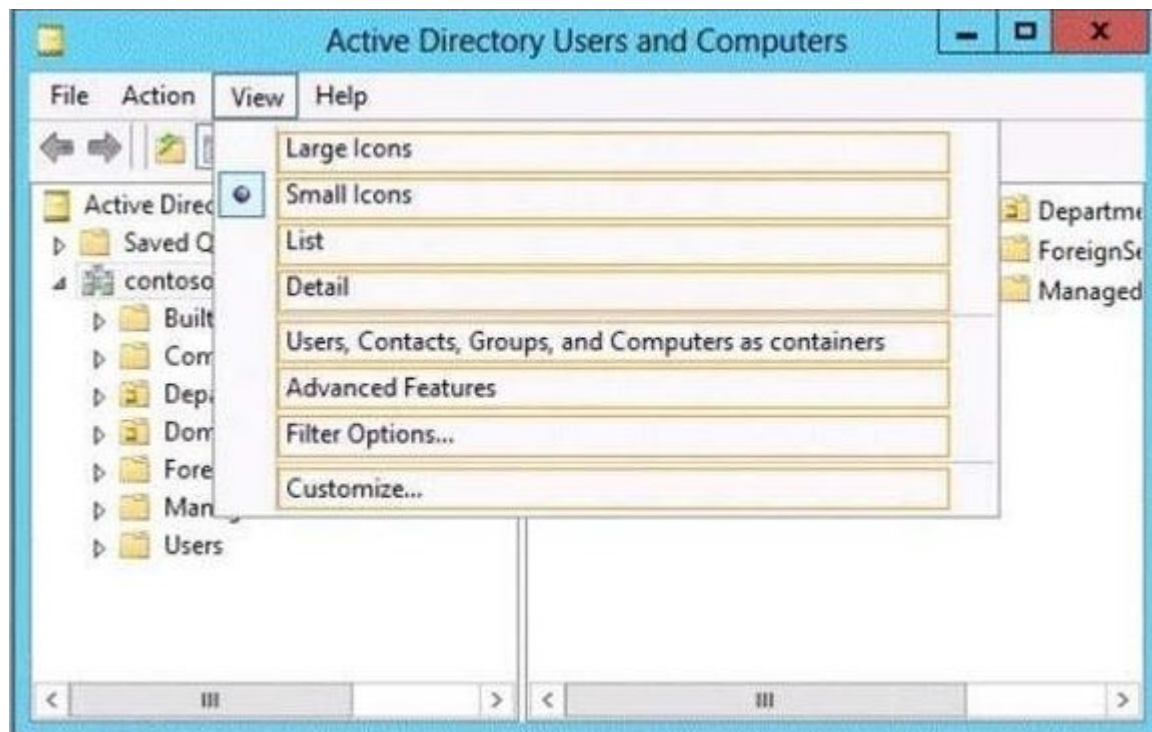 Active Directory Users and Computers
File Action View Help
Large Icons
Small Icons
List
Detail
Users, Contacts, Groups, and Computers as containers
Advanced Features
Filter Options...
Customize...
Active Direc
Saved Q
contoso
Built
Com
Depa
Dom
Fore
Man
Users
Departme
ForeignSe
Managed